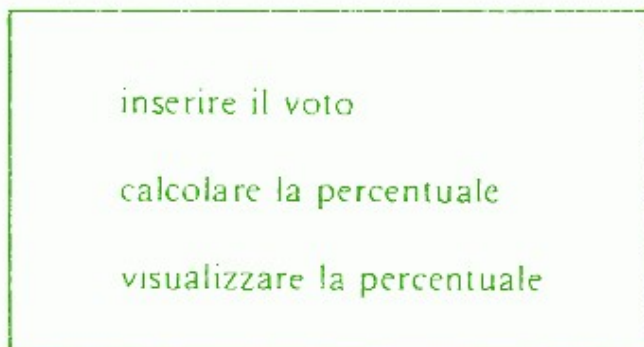 inserire il voto
calcolare la percentuale
visualizzare la percentuale